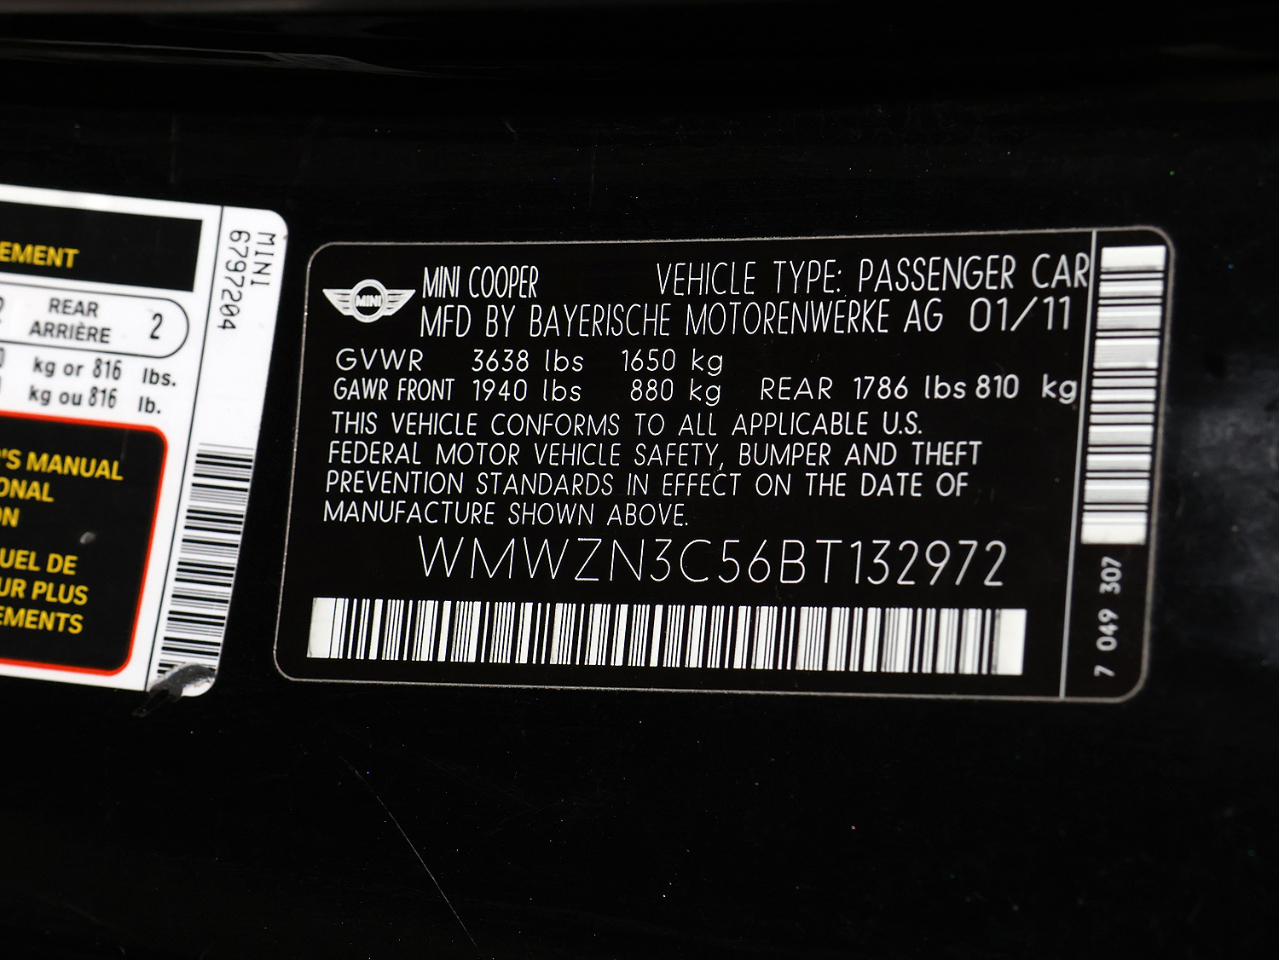 EMENT
REAR
ARRIÈRE 2
kg or 816 lbs.
kg ou 816 lb.
'S MANUAL
ONAL
ON
UEL DE
UR PLUS
EMENTS
MINI
6797204
MINI
MINI COOPER VEHICLE TYPE: PASSENGER CAR
MFD BY BAYERISCHE MOTORENWERKE AG 01/11
GVWR 3638 lbs 1650 kg
GAWR FRONT 1940 lbs 880 kg REAR 1786 lbs 810 kg
THIS VEHICLE CONFORMS TO ALL APPLICABLE U.S.
FEDERAL MOTOR VEHICLE SAFETY, BUMPER AND THEFT
PREVENTION STANDARDS IN EFFECT ON THE DATE OF
MANUFACTURE SHOWN ABOVE.
WMWZN3C56BT132972
7 049 307